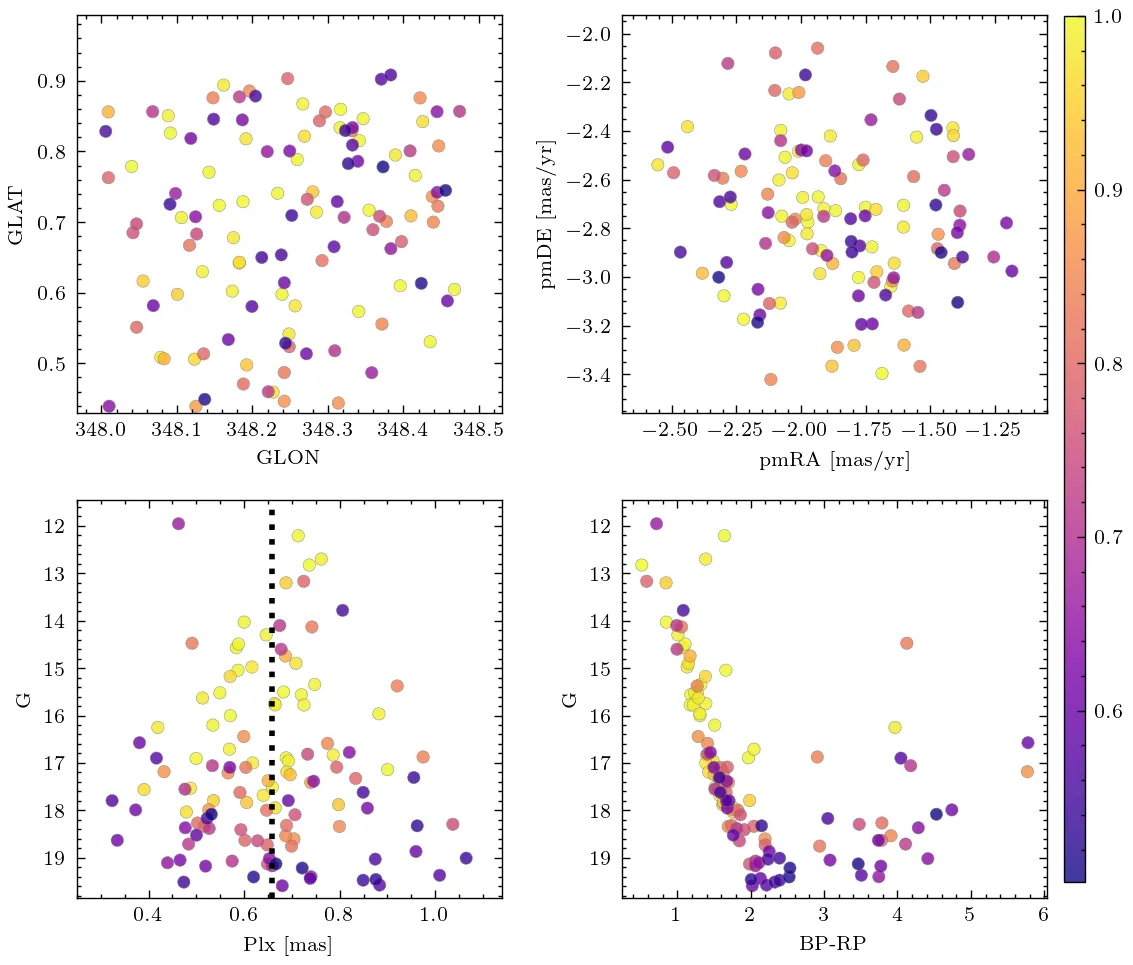 0.9
0.8
0.7
0.6
0.5
GLAT
348.0 348.1 348.2 348.3 348.4 348.5
GLON
−2.0
−2.2
−2.4
−2.6
−2.8
−3.0
−3.2
−3.4
pmDE [mas/yr]
−2.50 −2.25 −2.00 −1.75 −1.50 −1.25
pmRA [mas/yr]
12
13
14
15
16
17
18
19
G
0.4 0.6 0.8 1.0
Plx [mas]
12
13
14
15
16
17
18
19
G
1 2 3 4 5 6
BP-RP
1.0
0.9
0.8
0.7
0.6